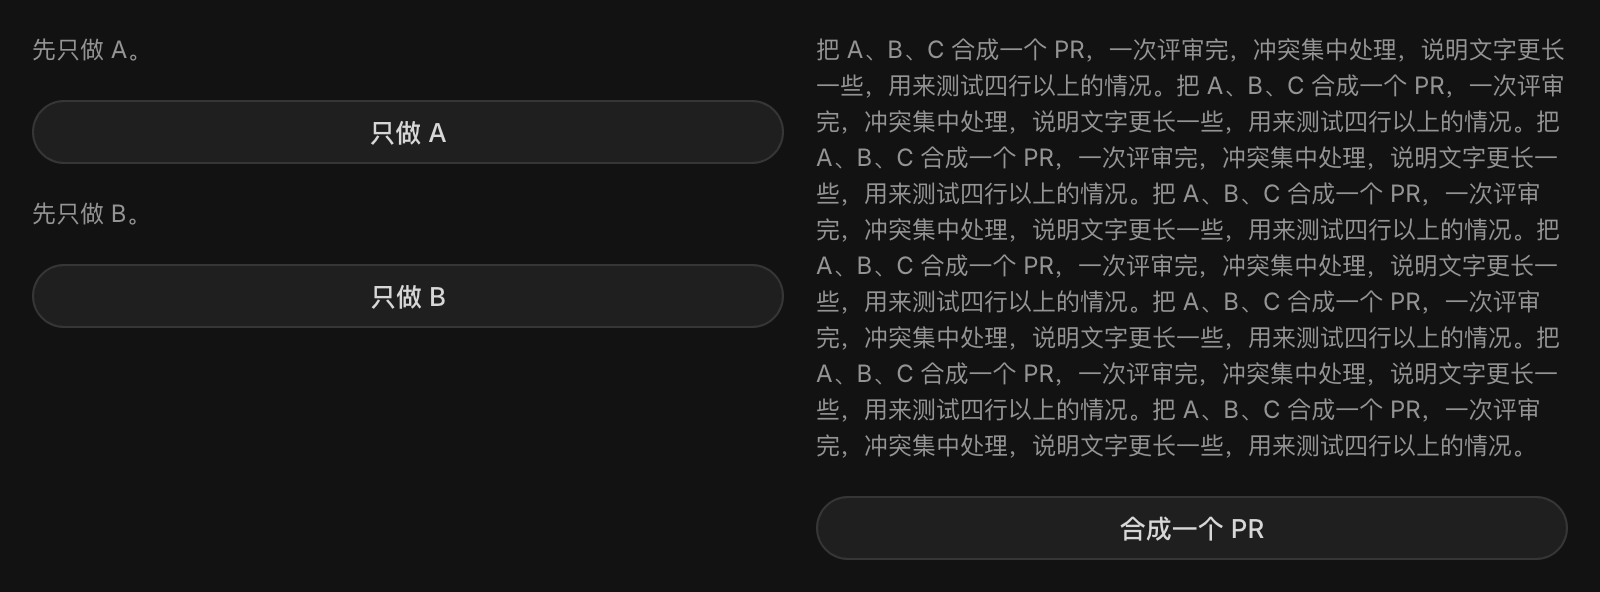 先只做 A。
只做 A
先只做 B。
只做 B
把 A、B、C 合成一个 PR，一次评审完，冲突集中处理，说明文字更长
一些，用来测试四行以上的情况。把 A、B、C 合成一个 PR，一次评审
完，冲突集中处理，说明文字更长一些，用来测试四行以上的情况。把
A、B、C 合成一个 PR，一次评审完，冲突集中处理，说明文字更长一
些，用来测试四行以上的情况。把 A、B、C 合成一个 PR，一次评审
完，冲突集中处理，说明文字更长一些，用来测试四行以上的情况。把
A、B、C 合成一个 PR，一次评审完，冲突集中处理，说明文字更长一
些，用来测试四行以上的情况。把 A、B、C 合成一个 PR，一次评审
完，冲突集中处理，说明文字更长一些，用来测试四行以上的情况。把
A、B、C 合成一个 PR，一次评审完，冲突集中处理，说明文字更长一
些，用来测试四行以上的情况。把 A、B、C 合成一个 PR，一次评审
完，冲突集中处理，说明文字更长一些，用来测试四行以上的情况。
合成一个 PR